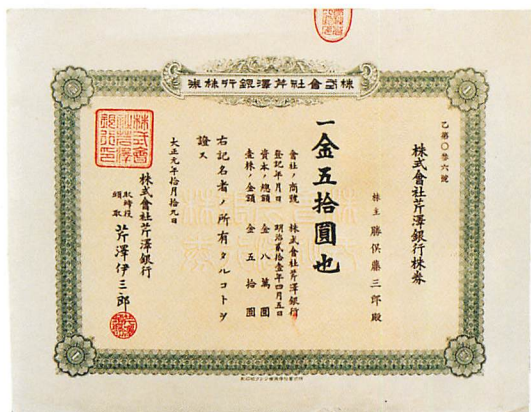 株式會社芹澤銀行株券
乙第〇參六號
株式會社芹澤銀行株券
株主 勝俣藤三郎殿
一金五拾圓也
會社ノ商號 株式會社芹澤銀行
登記年月日 明治貳拾壹年四月五日
資本ノ總額 金八萬圓
壹株ノ金額 金五拾圓
右記名者ノ所有タルコトヲ
證ス
大正元年拾月拾九日
株式會社芹澤銀行
取締役
頭取 芹澤伊三郎